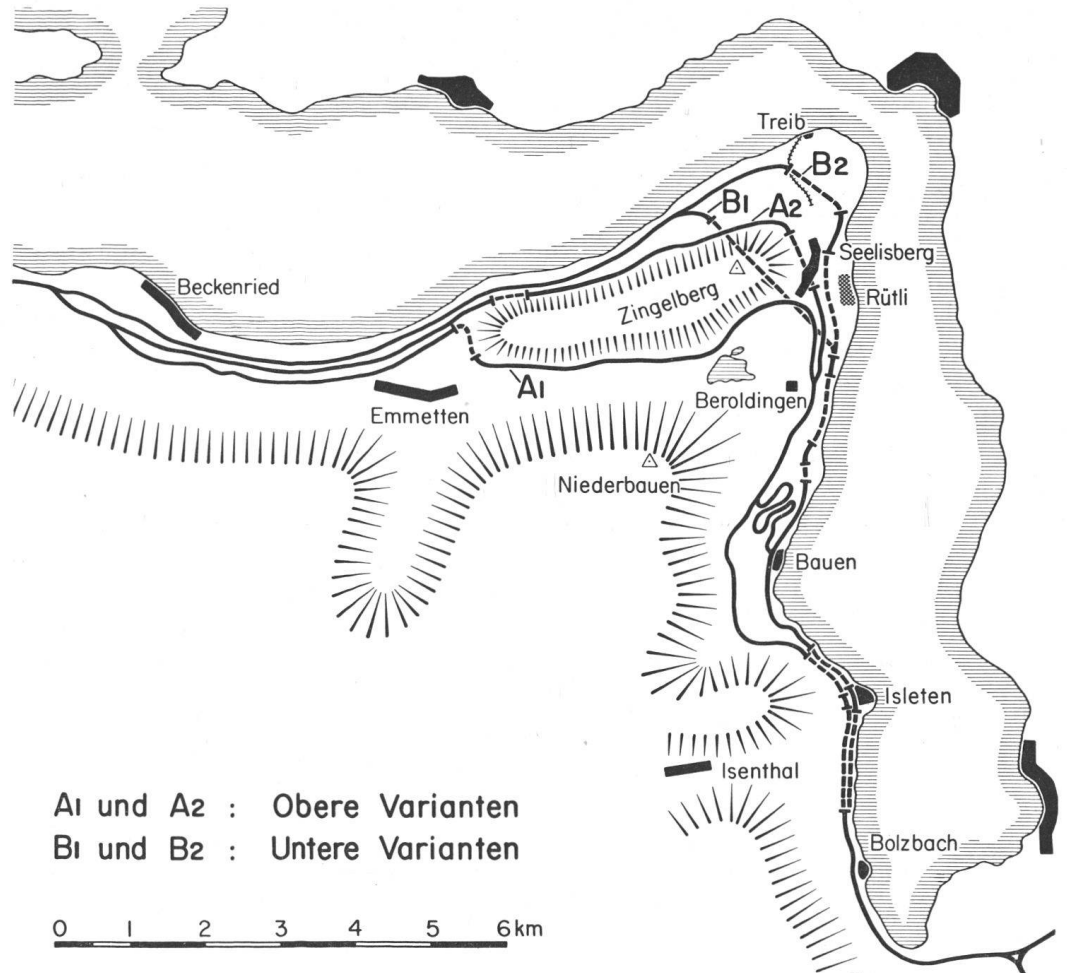 Treib
B2
B1
A2
Seelisberg
Beckenried
Zingelberg
Rütli
A1
Emmetten
Beroldingen
Niederbauen
Bauen
Isleten
Isenthal
A1 und A2 : Obere Varianten
B1 und B2 : Untere Varianten
Bolzbach
0 1 2 3 4 5 6 km